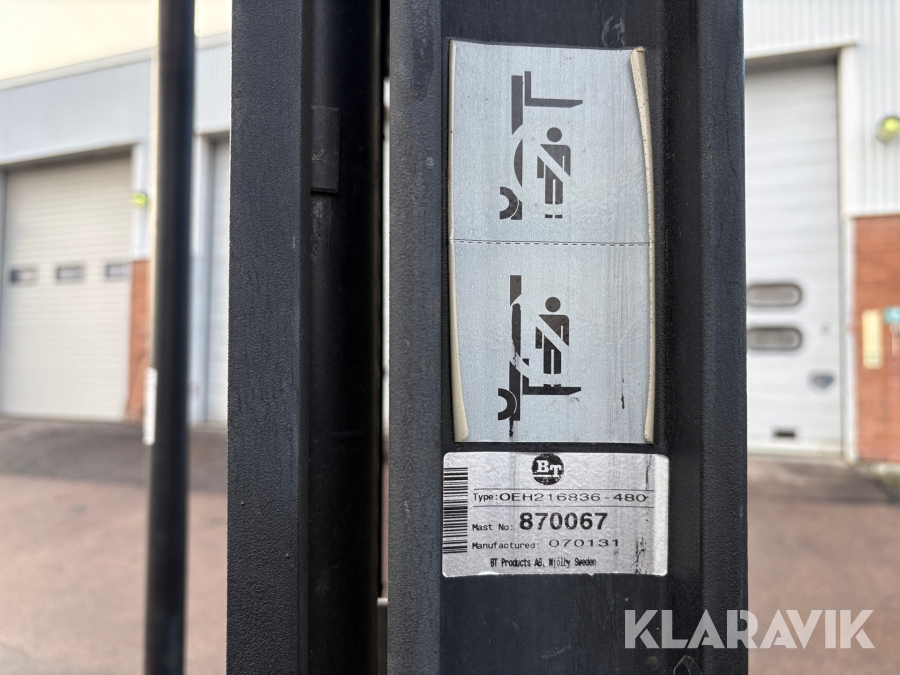 BT
Type: OEH216836-480
Mast No: 870067
Manufactured: 070131
BT Products AB, Mjölby Sweden
KLARAVIK